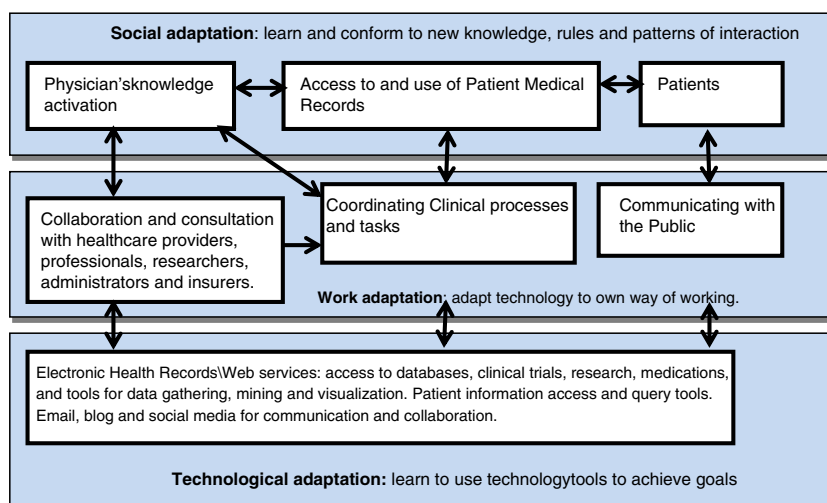 Social adaptation: learn and conform to new knowledge, rules and patterns of interaction
Physician'sknowledge
activation
Access to and use of Patient Medical
Records
Patients
Collaboration and consultation
with healthcare providers,
professionals, researchers,
administrators and insurers.
Coordinating Clinical processes
and tasks
Communicating with
the Public
Work adaptation: adapt technology to own way of working.
Electronic Health Records\Web services: access to databases, clinical trials, research, medications,
and tools for data gathering, mining and visualization. Patient information access and query tools.
Email, blog and social media for communication and collaboration.
Technological adaptation: learn to use technologytools to achieve goals